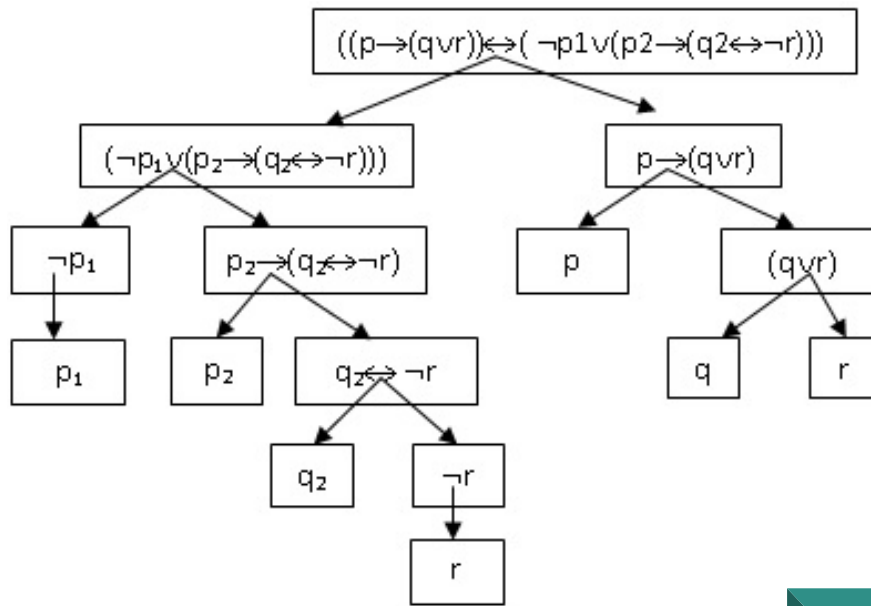 ((p→(q∨r))↔( ¬p1∨(p2→(q2↔¬r)))
(¬p₁∨(p₂→(q₂↔¬r)))
p→(q∨r)
¬p₁
p₂→(q₂↔¬r)
p
(q∨r)
p₁
p₂
q₂↔ ¬r
q
r
q₂
¬r
r